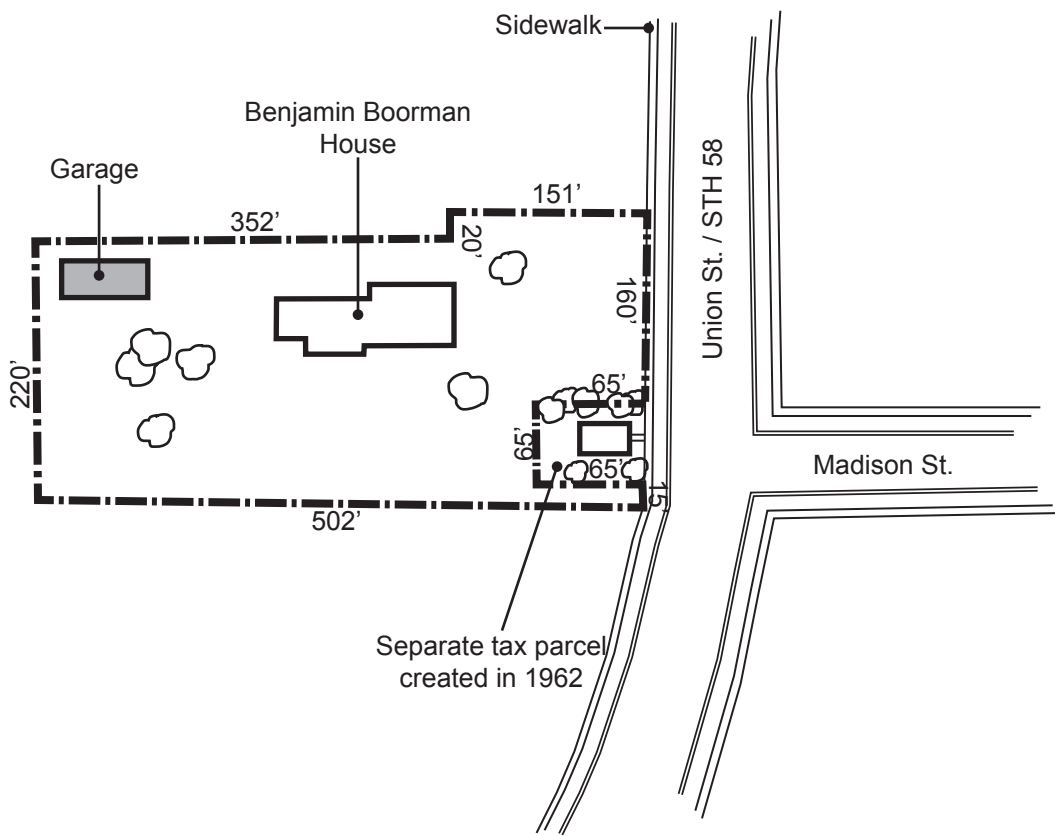 Sidewalk
Benjamin Boorman
House
Garage
151’
352’
20’
160’
Union St. / STH 58
220’
65’
65’
65’
Madison St.
15’
502’
Separate tax parcel
created in 1962